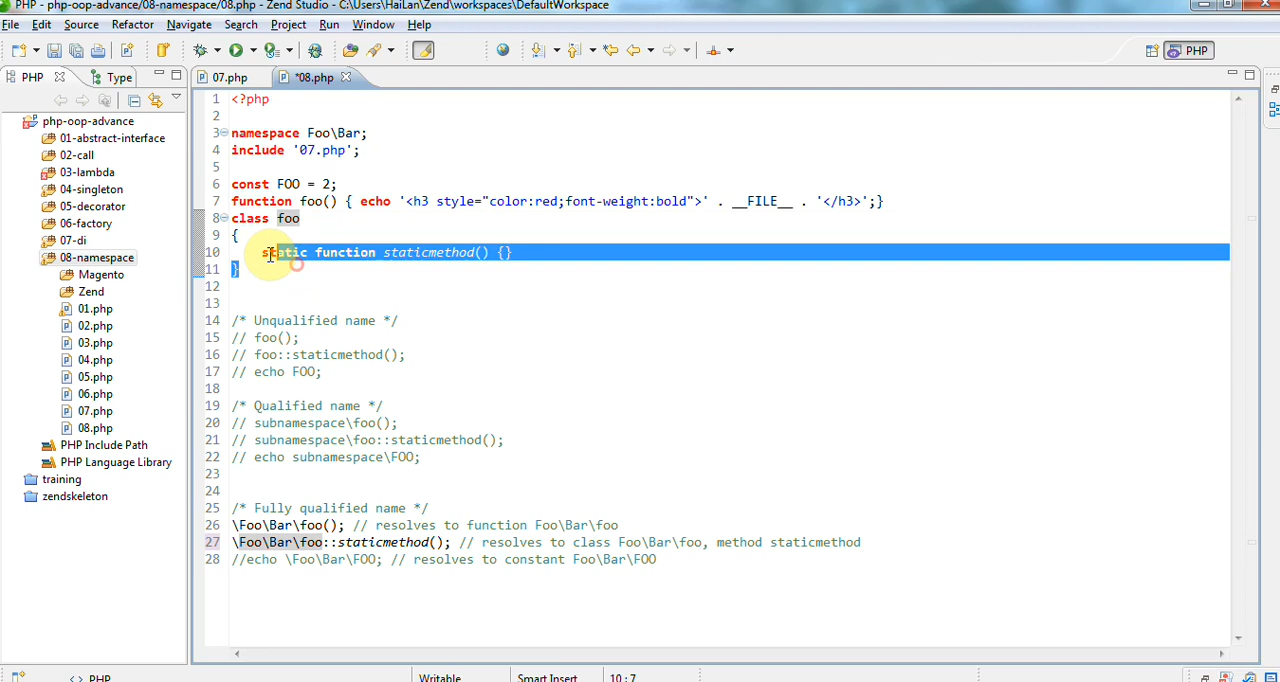 PHP - php-oop-advance/08-namespace/08.php - Zend Studio - C:\Users\HaiLan\Zend\workspaces\DefaultWorkspace
File Edit Source Refactor Navigate Search Project Run Window Help
PHP
PHP Type
07.php *08.php
php-oop-advance
01-abstract-interface
02-call
03-lambda
04-singleton
05-decorator
06-factory
07-di
08-namespace
Magento
Zend
01.php
02.php
03.php
04.php
05.php
06.php
07.php
08.php
PHP Include Path
PHP Language Library
training
zendskeleton
1 <?php
2
3 namespace Foo\Bar;
4 include '07.php';
5
6 const FOO = 2;
7 function foo() { echo '<h3 style="color:red;font-weight:bold">' . __FILE__ . '</h3>';}
8 class foo
9 {
10 static function staticmethod() {}
11 }
12
13
14 /* Unqualified name */
15 // foo();
16 // foo::staticmethod();
17 // echo FOO;
18
19 /* Qualified name */
20 // subnamespace\foo();
21 // subnamespace\foo::staticmethod();
22 // echo subnamespace\FOO;
23
24
25 /* Fully qualified name */
26 \Foo\Bar\foo(); // resolves to function Foo\Bar\foo
27 \Foo\Bar\foo::staticmethod(); // resolves to class Foo\Bar\foo, method staticmethod
28 //echo \Foo\Bar\FOO; // resolves to constant Foo\Bar\FOO
<> PHP Writable Smart Insert 10:7